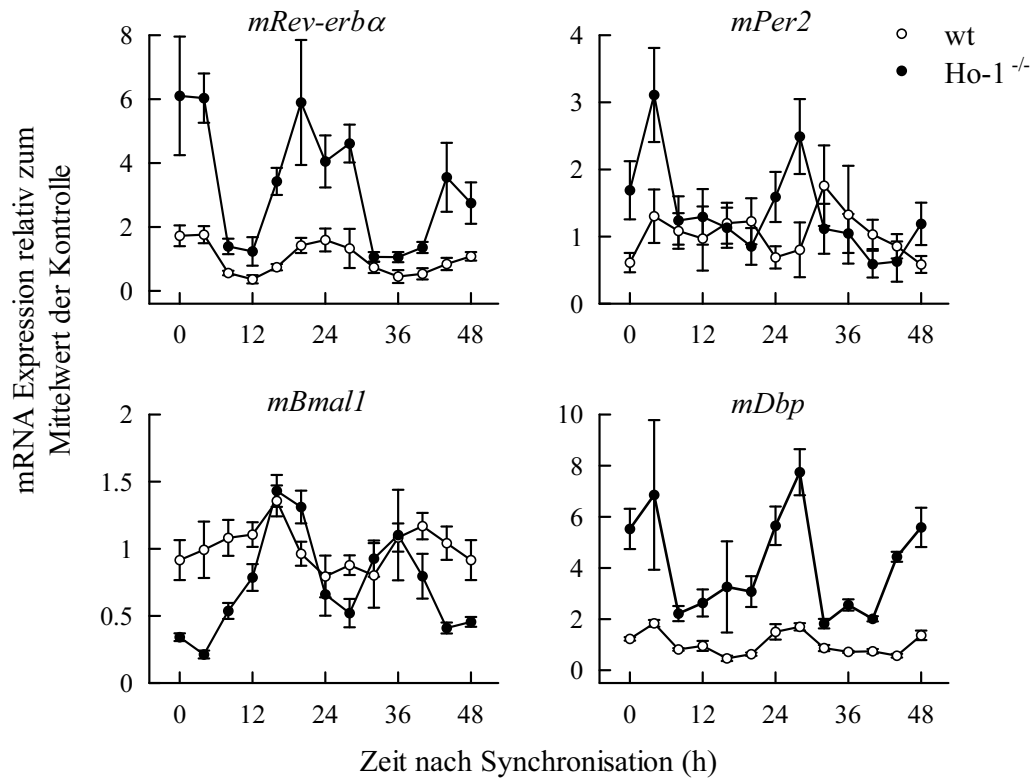 mRev-erbα
mPer2
wt
Ho-1 -/-
8
6
4
2
0
0 12 24 36 48
4
3
2
1
0
0 12 24 36 48
mRNA Expression relativ zum
Mittelwert der Kontrolle
mBmal1
mDbp
2
1.5
1
0.5
0
0 12 24 36 48
10
8
6
4
2
0
0 12 24 36 48
Zeit nach Synchronisation (h)